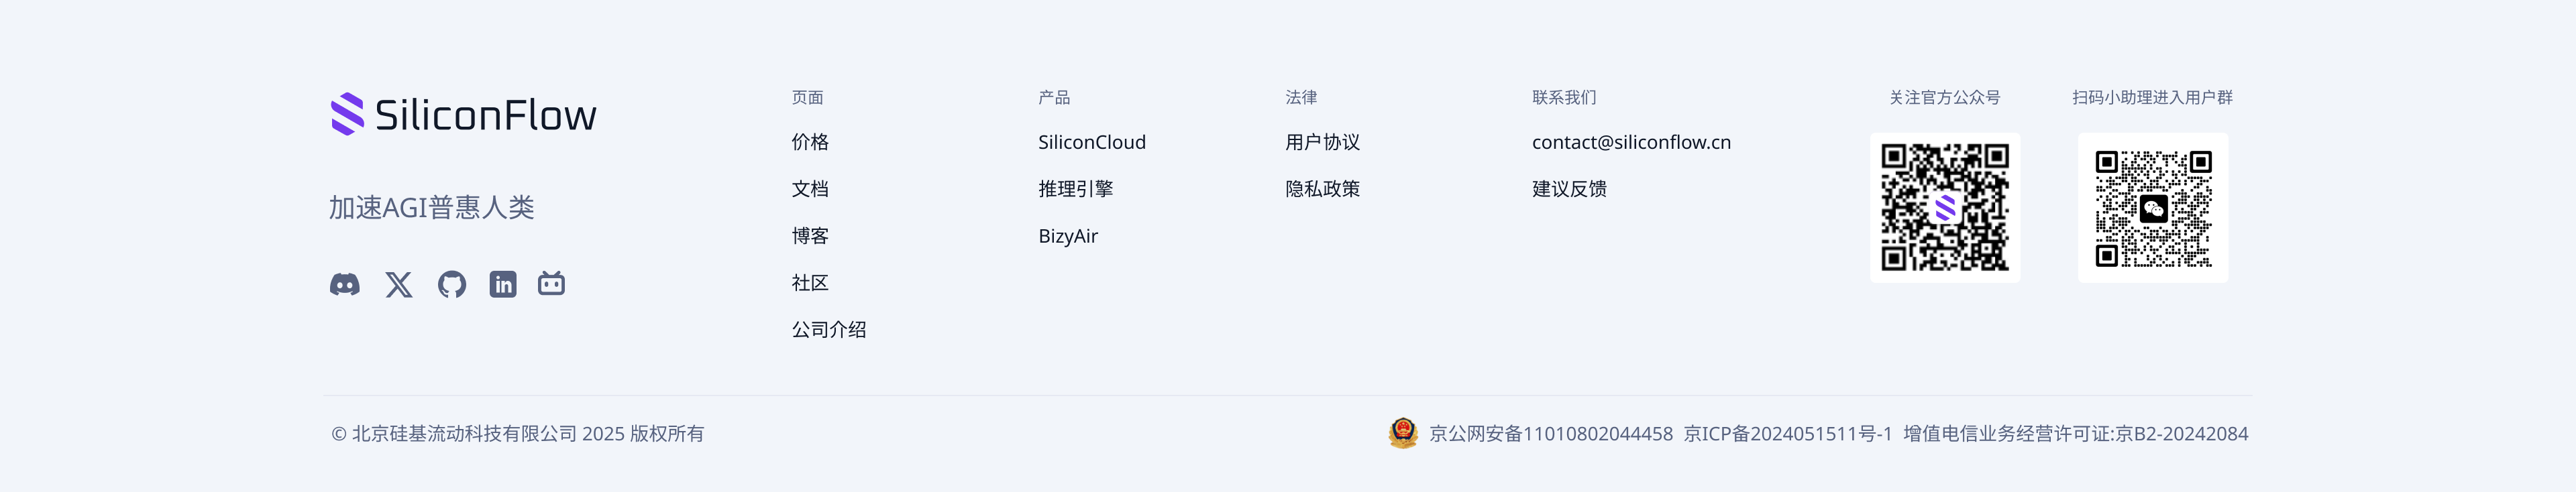 SiliconFlow
加速AGI普惠人类
页面
价格
文档
博客
社区
公司介绍
产品
SiliconCloud
推理引擎
BizyAir
法律
用户协议
隐私政策
联系我们
contact@siliconflow.cn
建议反馈
关注官方公众号
扫码小助理进入用户群
© 北京硅基流动科技有限公司 2025 版权所有
京公网安备11010802044458 京ICP备2024051511号-1 增值电信业务经营许可证:京B2-20242084